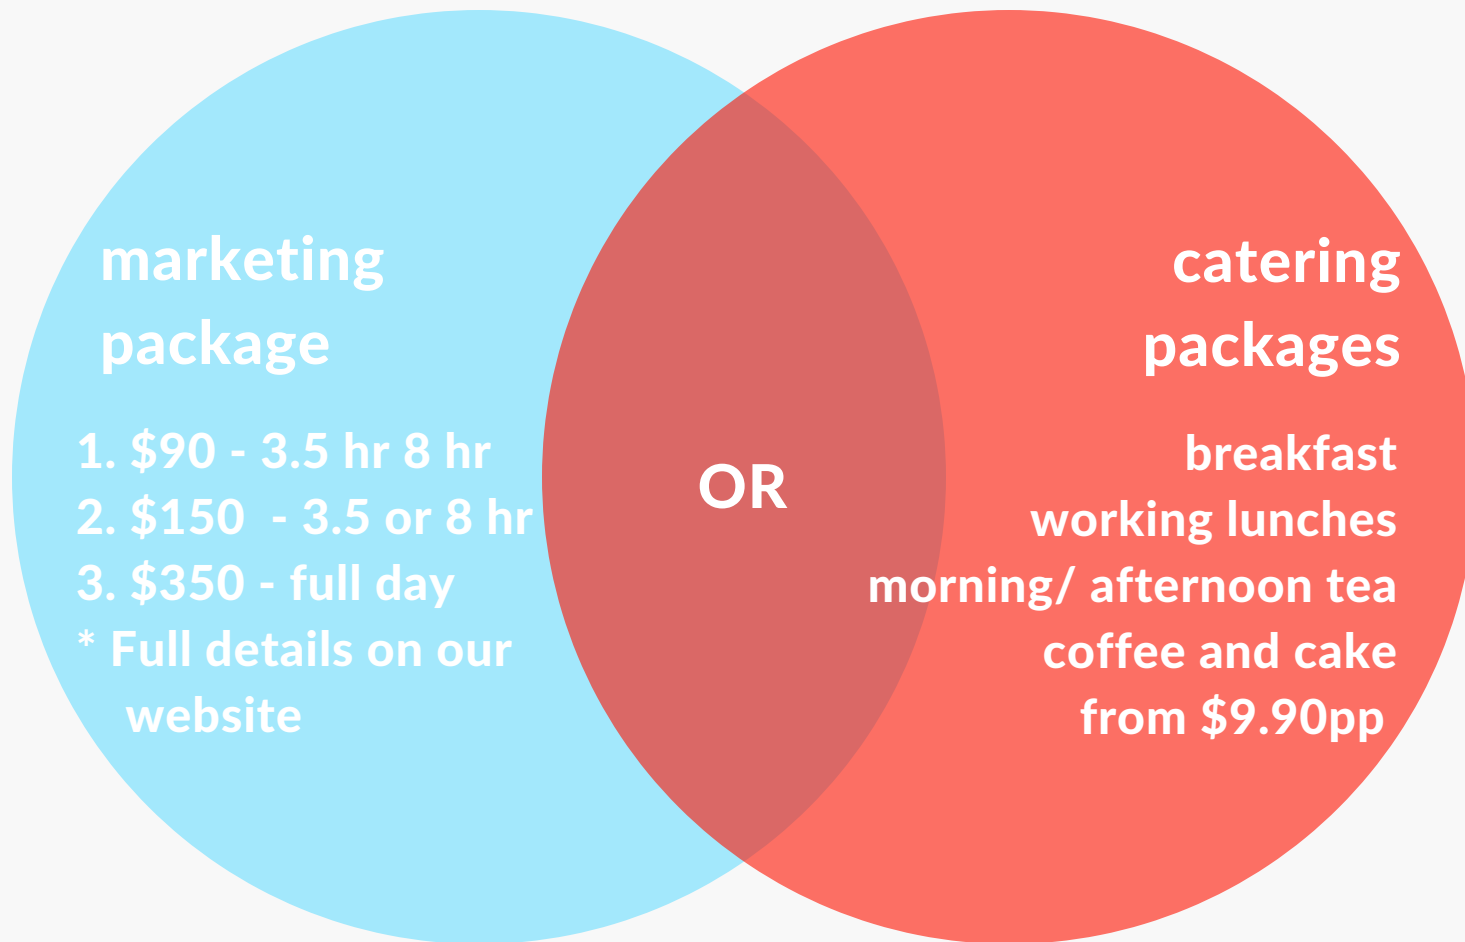 marketing
package
1. $90 - 3.5 hr 8 hr
2. $150  - 3.5 or 8 hr
3. $350 - full day
* Full details on our
website
OR
catering
packages
breakfast
working lunches
morning/ afternoon tea
coffee and cake
from $9.90pp